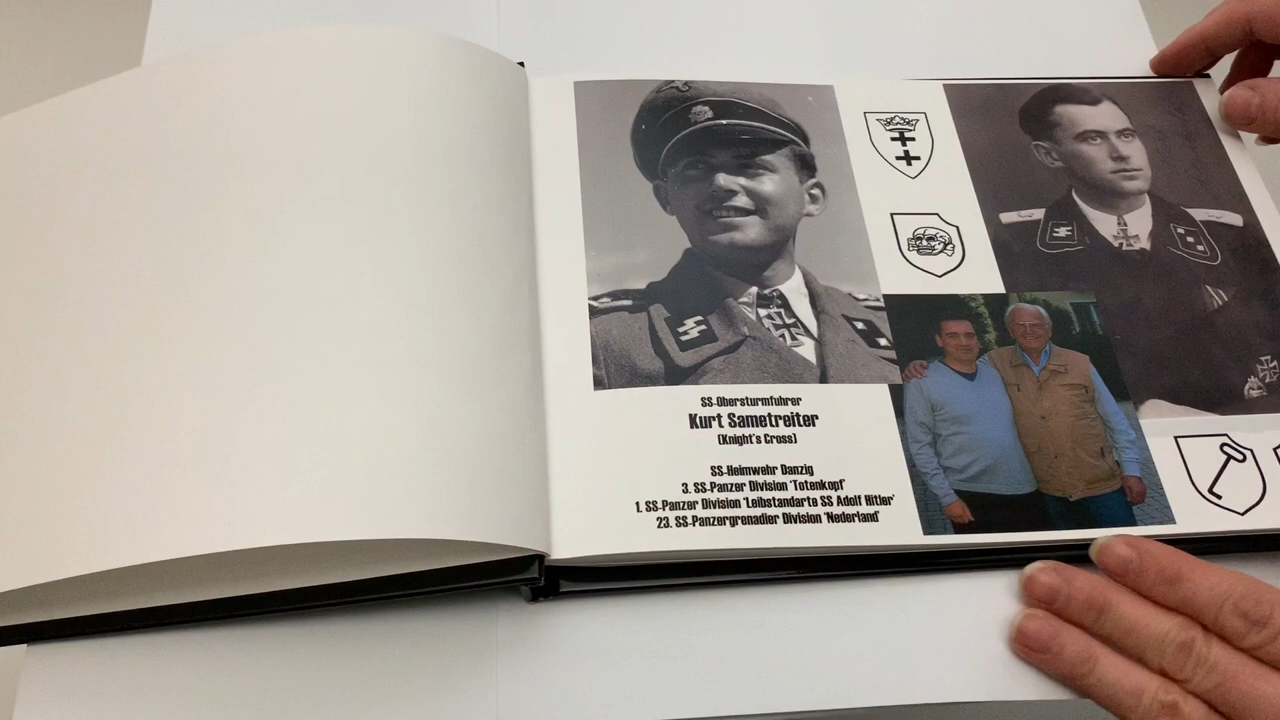 SS-Obersturmfuhrer
Kurt Sametreiter
(Knight's Cross)
SS-Heimwehr Danzig
3. SS-Panzer Division 'Totenkopf'
1. SS-Panzer Division 'Leibstandarte SS Adolf Hitler'
23. SS-Panzergrenadier Division 'Nederland'